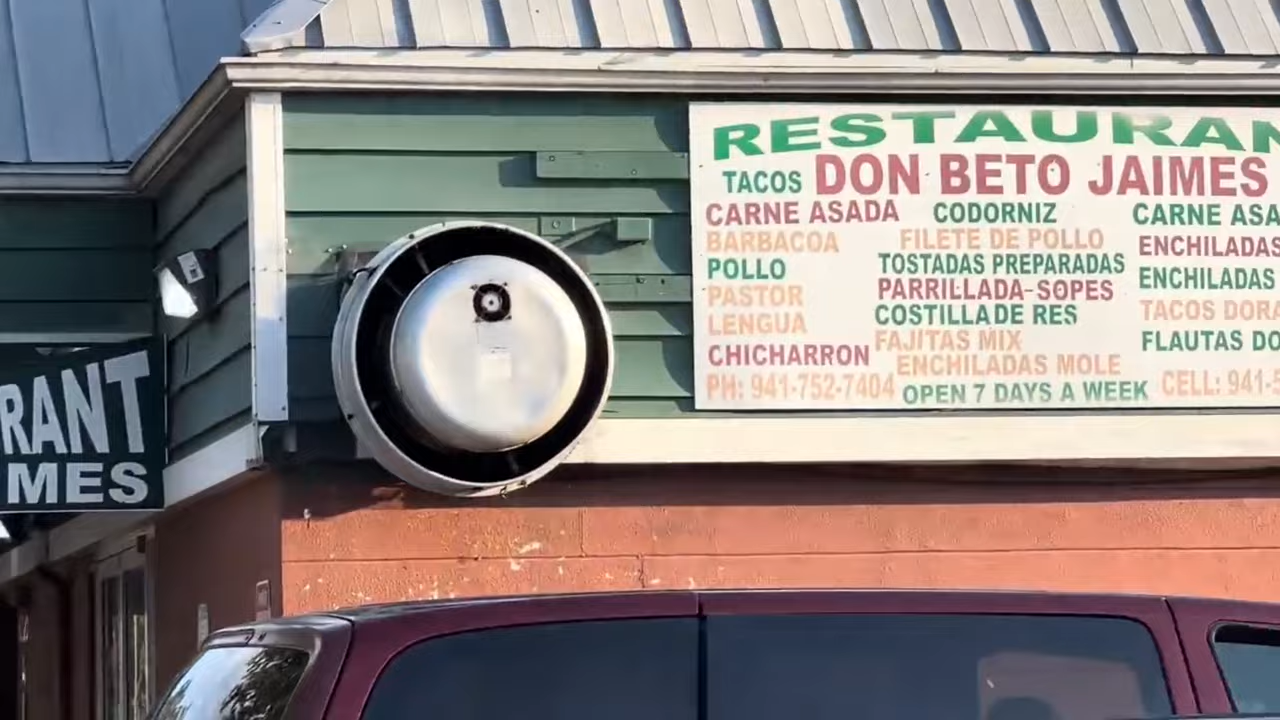 RESTAURAN
TACOS DON BETO JAIMES
CARNE ASADA CODORNIZ CARNE ASA
BARBACOA FILETE DE POLLO ENCHILADAS
POLLO TOSTADAS PREPARADAS ENCHILADAS
PASTOR PARRILLADA-SOPES TACOS DORA
LENGUA COSTILLA DE RES FLAUTAS DO
CHICHARRON FAJITAS MIX
ENCHILADAS MOLE
PH: 941-752-7404 OPEN 7 DAYS A WEEK CELL: 941-5
RANT
MES